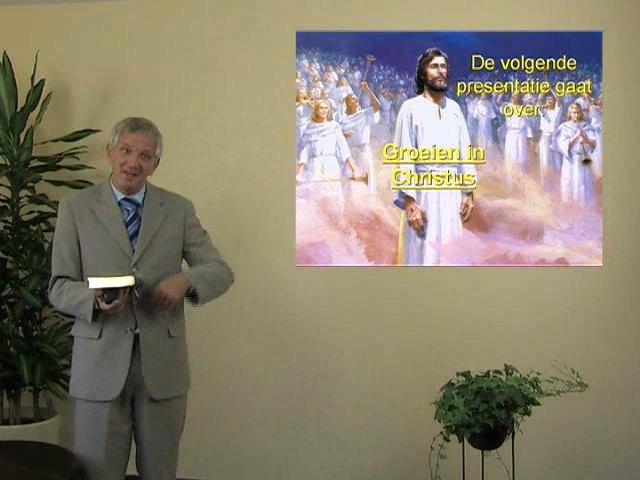 De volgende
presentatie gaat
over:
Groeien in
Christus